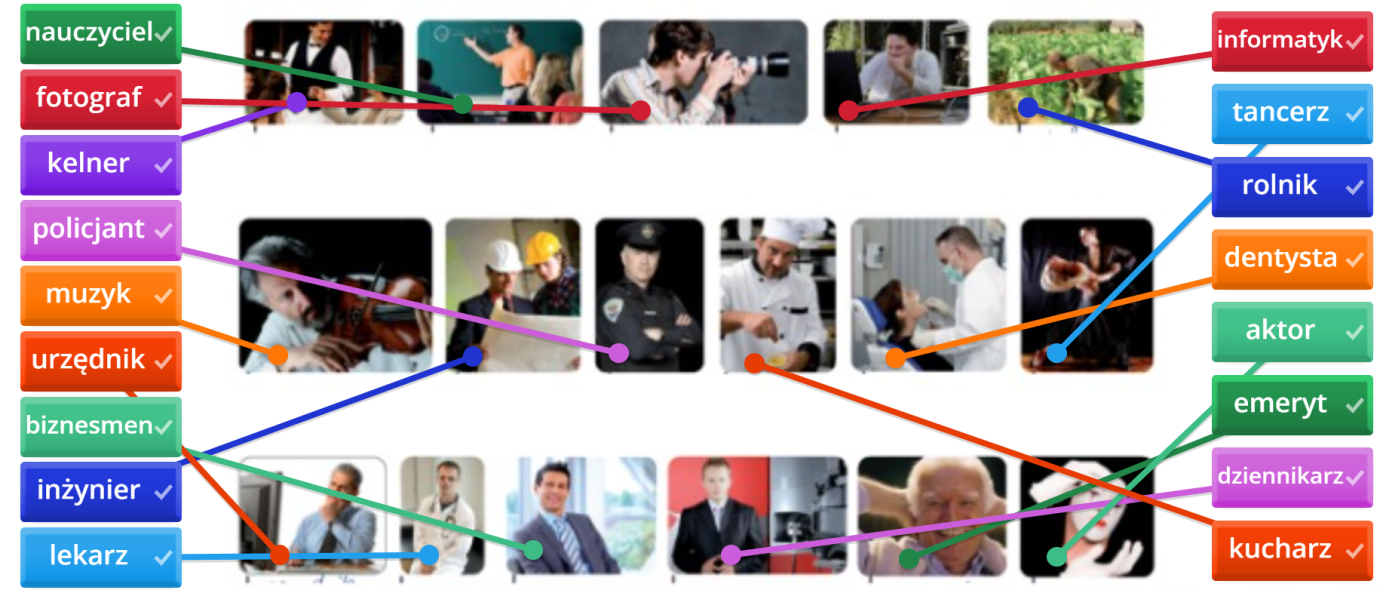 nauczyciel
fotograf
kelner
policjant
muzyk
urzędnik
biznesmen
inżynier
lekarz
informatyk
tancerz
rolnik
dentysta
aktor
emeryt
dziennikarz
kucharz